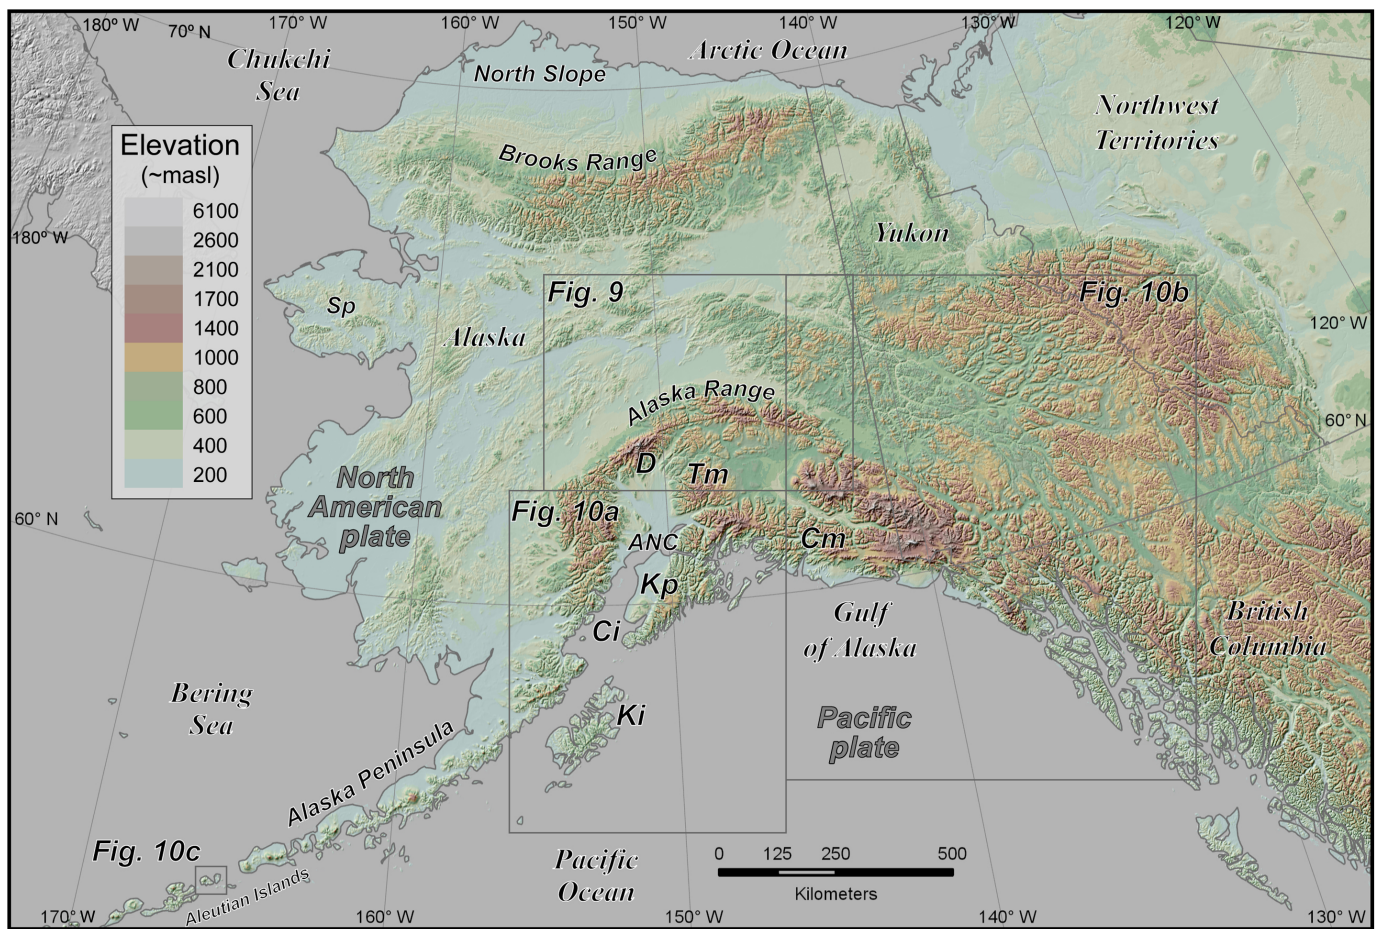 180° W
70° N
170° W
160° W
150° W
140° W
130° W
120° W
Chukchi
Sea
Arctic Ocean
North Slope
Northwest
Territories
Elevation
(~masl)
6100
2600
2100
1700
1400
1000
800
600
400
200
Brooks Range
180° W
Yukon
Sp
Fig. 9
Fig. 10b
Alaska
120° W
Alaska Range
60° N
D
Tm
North
American
plate
Fig. 10a
60° N
ANC
Cm
Kp
Ci
Gulf
of Alaska
British
Columbia
Bering
Sea
Ki
Pacific
plate
Alaska Peninsula
Fig. 10c
Aleutian Islands
Pacific
Ocean
0 125 250 500
Kilometers
170° W
160° W
150° W
140° W
130° W